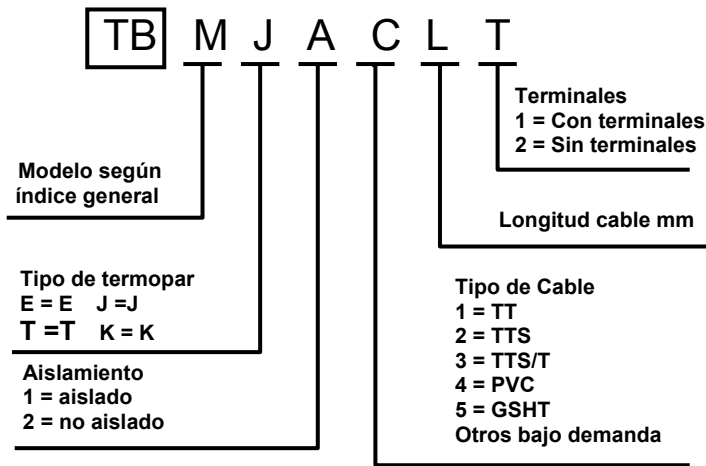 TB M J A C L T
Terminales
1 = Con terminales
2 = Sin terminales
Modelo según
índice general
Longitud cable mm
Tipo de termopar
E = E J =J
T =T K = K
Aislamiento
1 = aislado
2 = no aislado
Tipo de Cable
1 = TT
2 = TTS
3 = TTS/T
4 = PVC
5 = GSHT
Otros bajo demanda